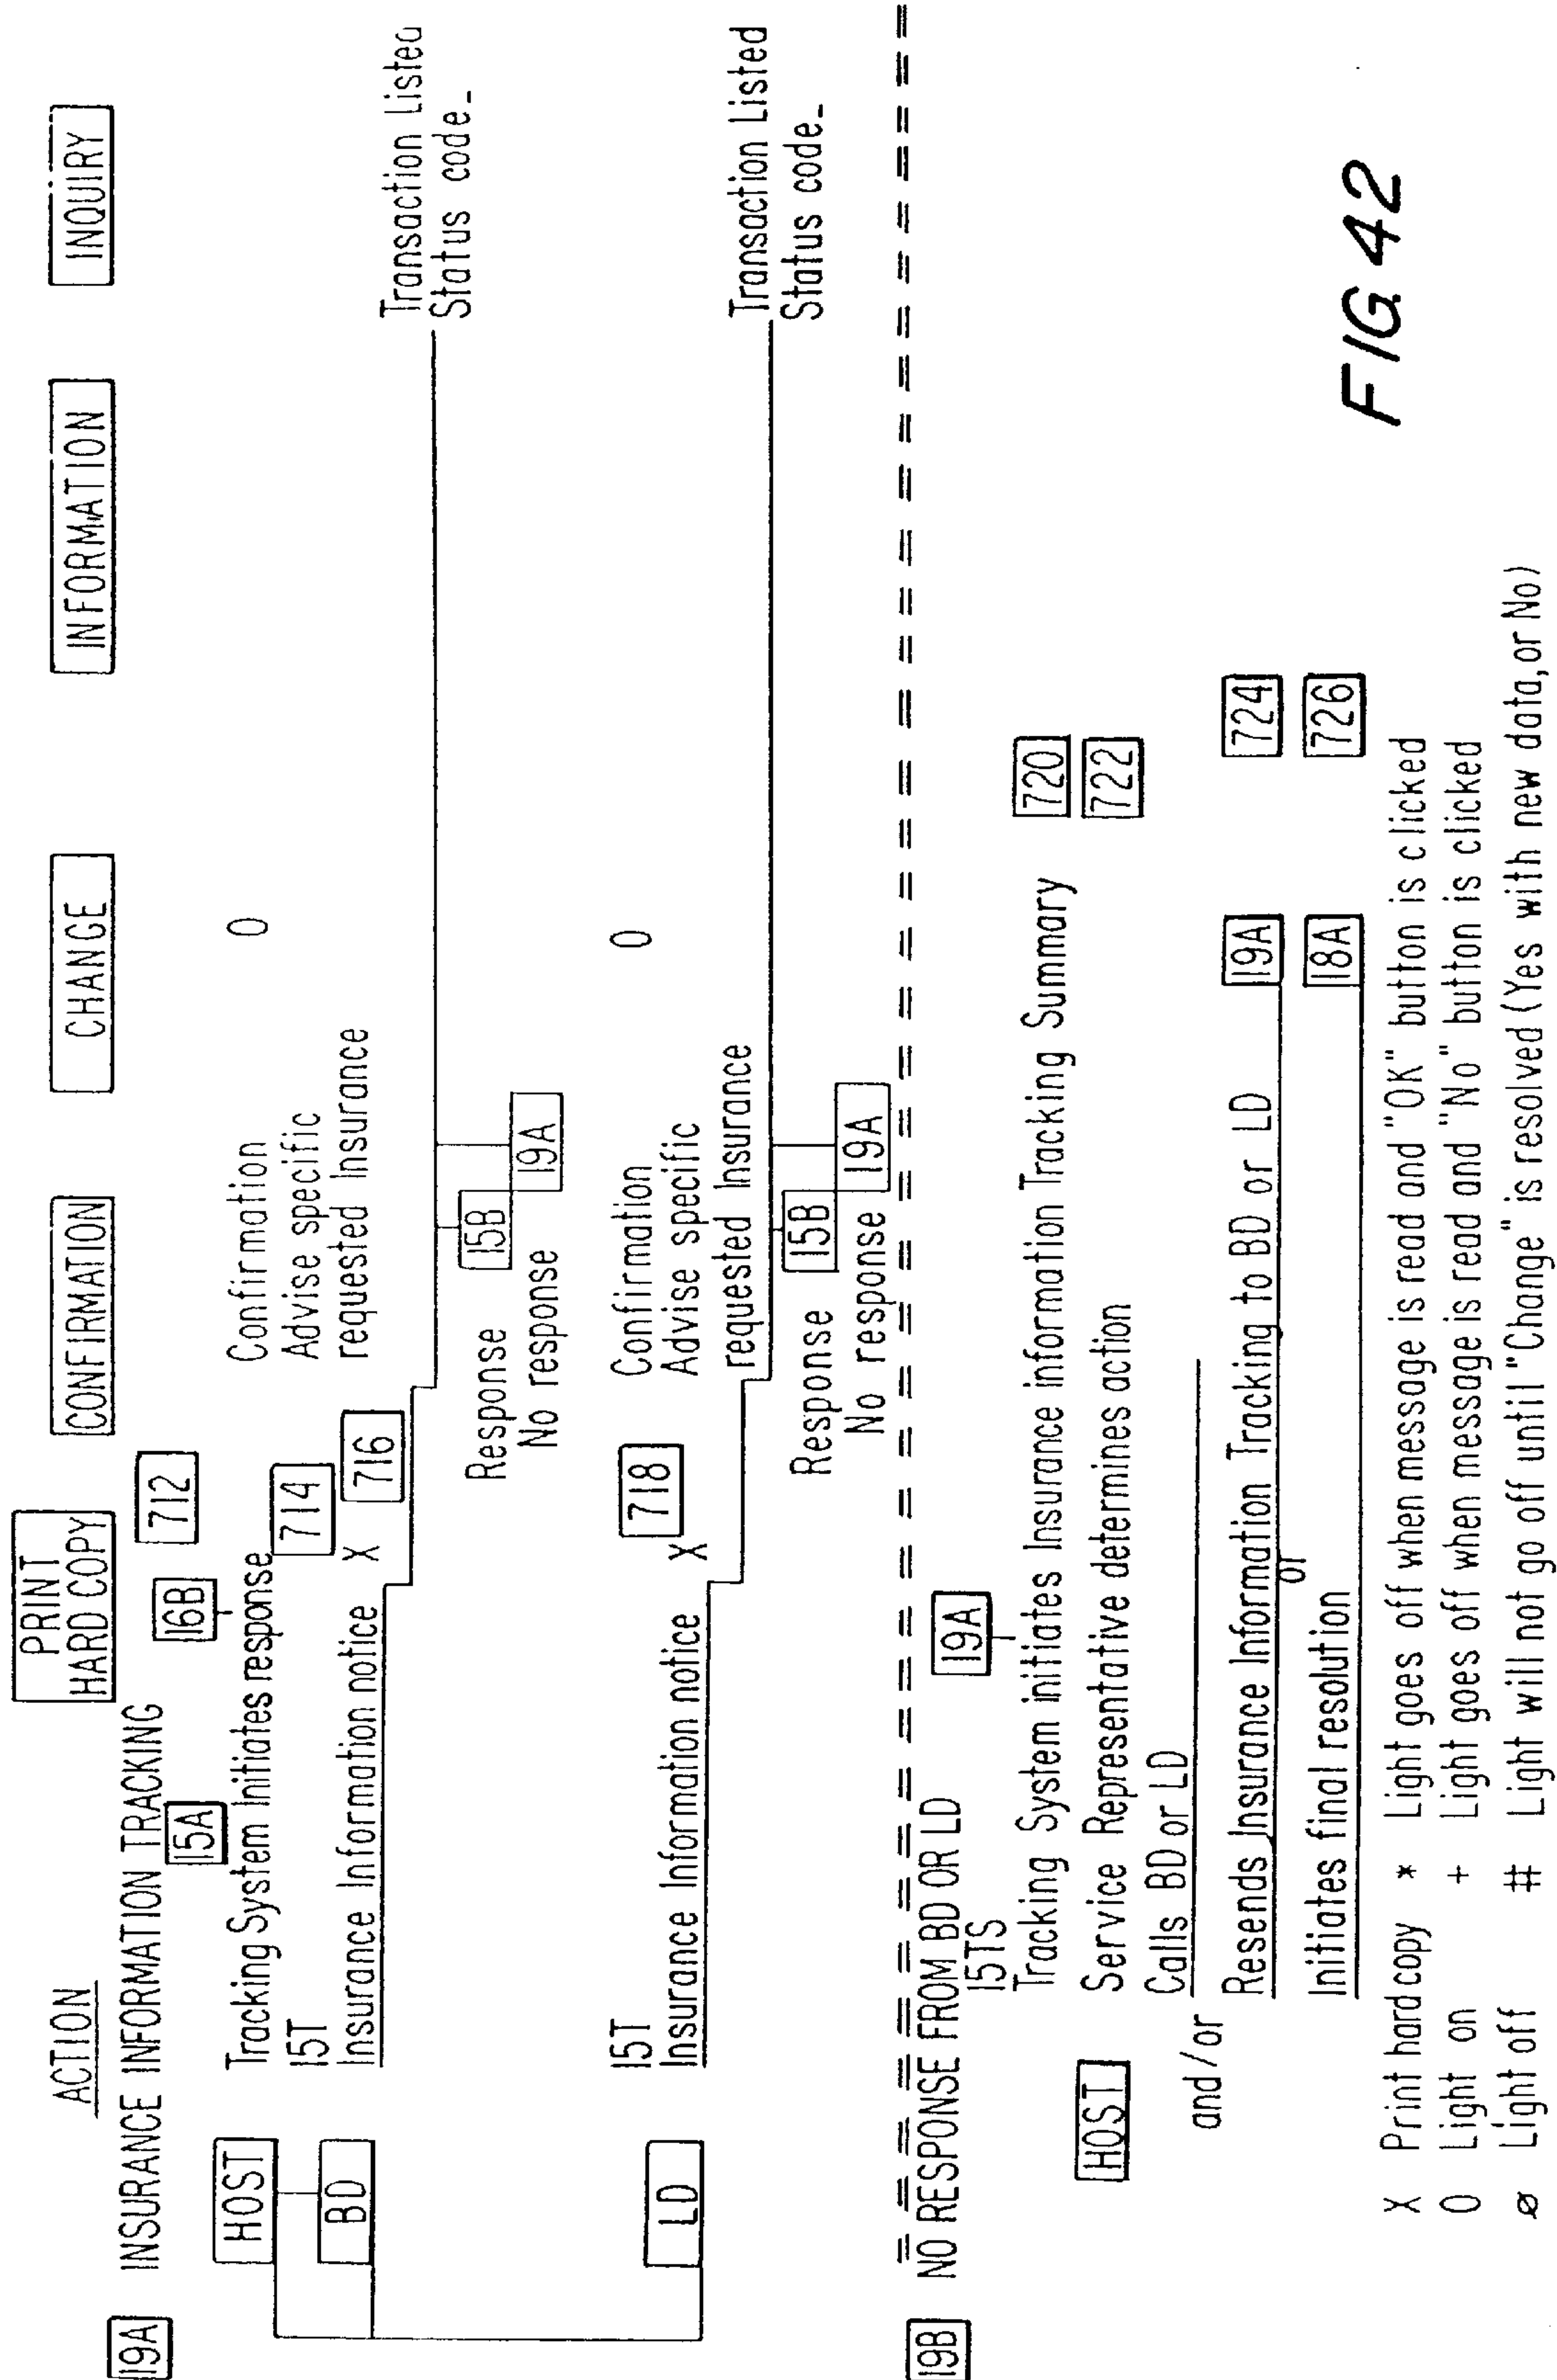 ACTION
PRINT
HARD COPY
CONFIRMATION
CHANGE
INFORMATION
INQUIRY
19A INSURANCE INFORMATION TRACKING
712
15A
16B
HOST
Tracking System Initiates response
714
Confirmation
Advise specific
requested Insurance
O
15T
BD
Insurance Information notice
X
716
Transaction Listed
Status code_
Response
15B
No response
19A
15T
LD
Insurance Information notice
X
718
Confirmation
Advise specific
requested Insurance
O
Transaction Listed
Status code_
Response
15B
No response
19A
19B NO RESPONSE FROM BD OR LD
19A
15TS
Tracking System initiates Insurance information Tracking Summary
720
HOST
Service Representative determines action
722
Calls BD or LD
and/or
Resends Insurance Information Tracking to BD or LD
19A
724
or
Initiates final resolution
18A
726
X Print hard copy * Light goes off when message is read and "OK" button is clicked
O Light on + Light goes off when message is read and "No" button is clicked
ø Light off # Light will not go off until "Change" is resolved (Yes with new data, or No)
FIG. 42